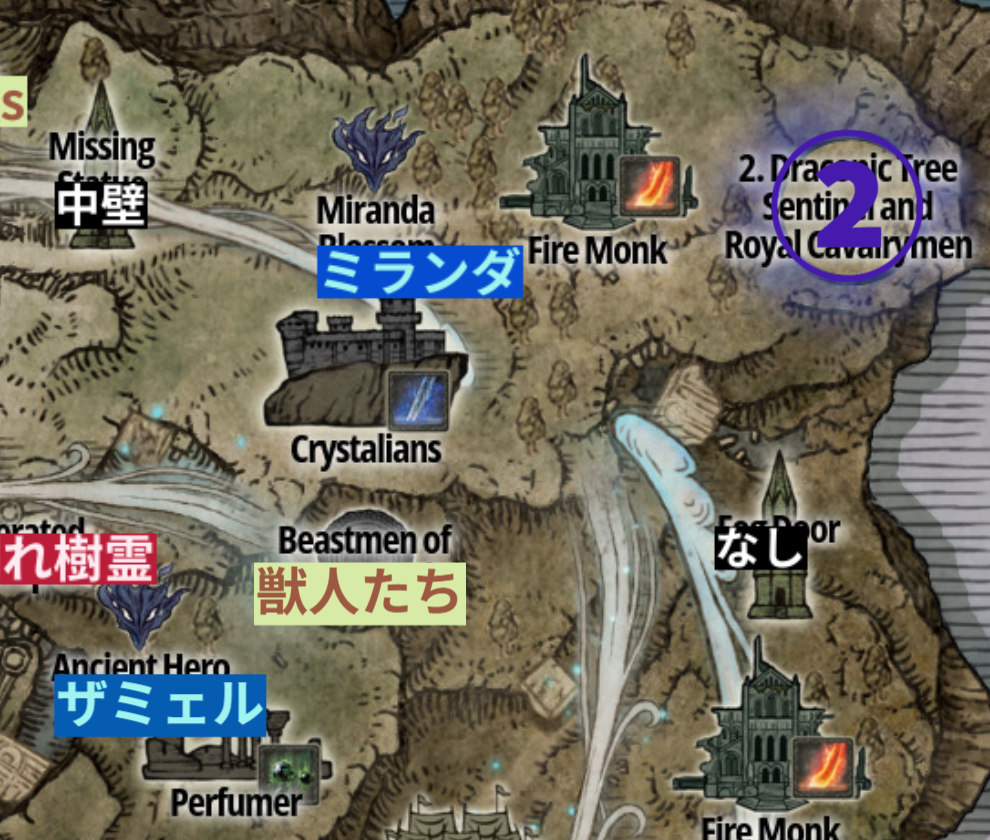 s
Missing
中壁
Miranda
Blossom
ミランダ
Fire Monk
2. Draconic Tree
Sentinel and
Royal Cavalrymen
2
Crystalians
れ樹霊
Beastmen of
獣人たち
Fog Door
なし
Ancient Hero
ザミェル
Perfumer
Fire Monk